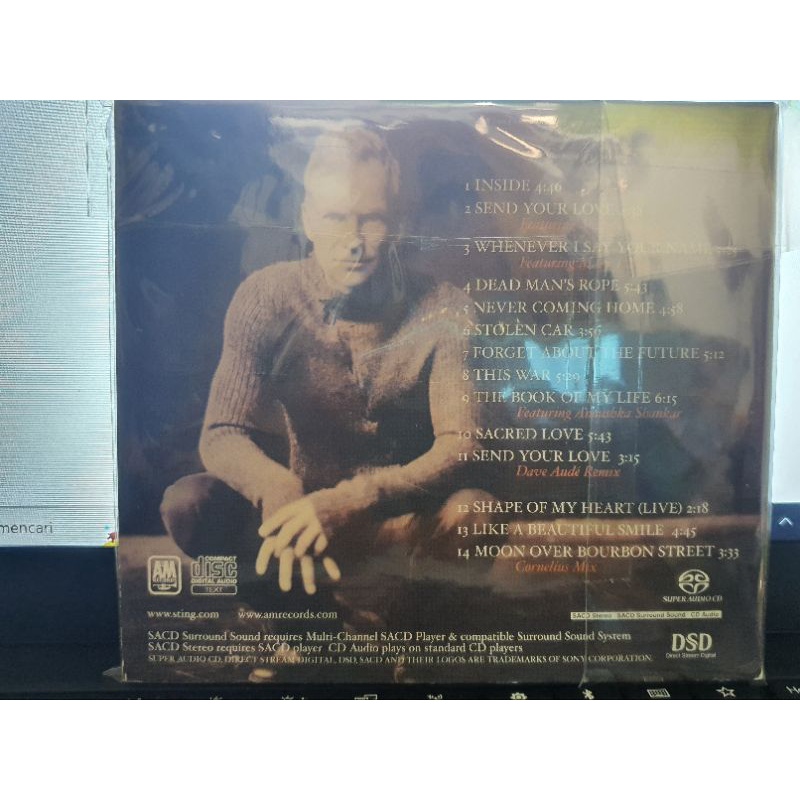 1 INSIDE 4:46
2 SEND YOUR LOVE
3 WHENEVER I SAY YOUR NAME
Featuring
4 DEAD MAN'S ROPE 5:43
5 NEVER COMING HOME 4:58
6 STOLEN CAR 3:56
7 FORGET ABOUT THE FUTURE 5:12
8 THIS WAR 5:29
9 THE BOOK OF MY LIFE 6:15
Featuring Anoushka Shankar
10 SACRED LOVE 5:43
11 SEND YOUR LOVE 3:15
Dave Audé Remix
12 SHAPE OF MY HEART (LIVE) 2:18
13 LIKE A BEAUTIFUL SMILE 4:45
14 MOON OVER BOURBON STREET 3:33
Cornelius Mix
mencari
AM
COMPACT
disc
DIGITAL AUDIO
TEXT
SUPER AUDIO CD
www.sting.com www.amrecords.com
SACD Stereo SACD Surround Sound CD Audio
SACD Surround Sound requires Multi-Channel SACD Player & compatible Surround Sound System
SACD Stereo requires SACD player CD Audio plays on standard CD players
SUPER AUDIO CD, DIRECT STREAM DIGITAL, DSD, SACD AND THEIR LOGOS ARE TRADEMARKS OF SONY CORPORATION.
DSD
Direct Stream Digital